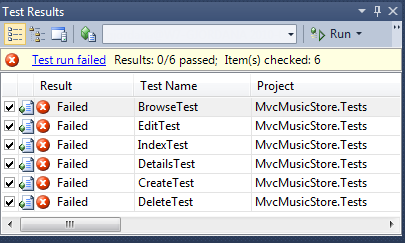 Test Results
Run
Test run failed Results: 0/6 passed; Item(s) checked: 6
Result Test Name Project
Failed BrowseTest MvcMusicStore.Tests
Failed EditTest MvcMusicStore.Tests
Failed IndexTest MvcMusicStore.Tests
Failed DetailsTest MvcMusicStore.Tests
Failed CreateTest MvcMusicStore.Tests
Failed DeleteTest MvcMusicStore.Tests